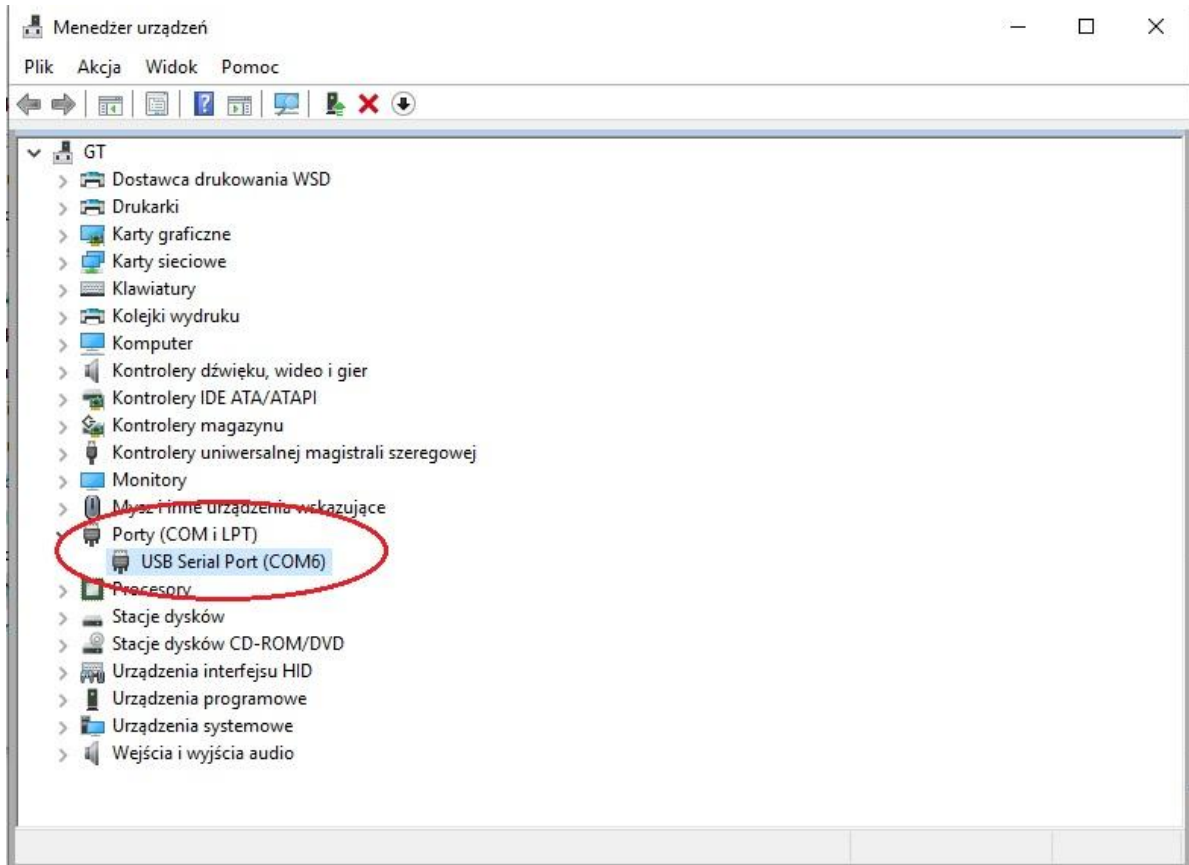 Menedżer urządzeń
Plik Akcja Widok Pomoc
GT
Dostawca drukowania WSD
Drukarki
Karty graficzne
Karty sieciowe
Klawiatury
Kolejki wydruku
Komputer
Kontrolery dźwięku, wideo i gier
Kontrolery IDE ATA/ATAPI
Kontrolery magazynu
Kontrolery uniwersalnej magistrali szeregowej
Monitory
Mysz i inne urządzenia wskazujące
Porty (COM i LPT)
USB Serial Port (COM6)
Procesory
Stacje dysków
Stacje dysków CD-ROM/DVD
Urządzenia interfejsu HID
Urządzenia programowe
Urządzenia systemowe
Wejścia i wyjścia audio